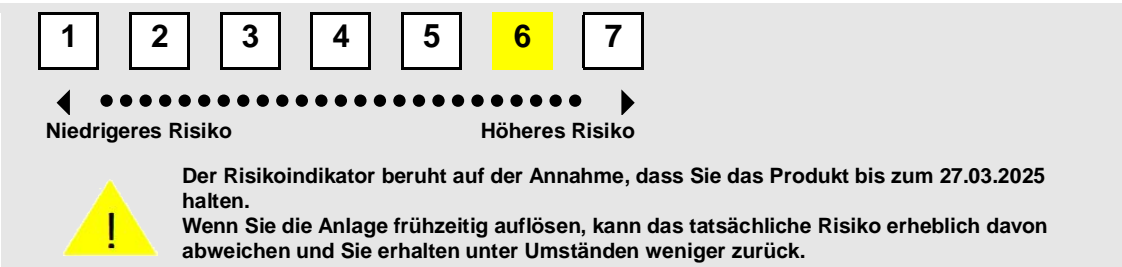 1 2 3 4 5 6 7
Niedrigeres Risiko Höheres Risiko
Der Risikoindikator beruht auf der Annahme, dass Sie das Produkt bis zum 27.03.2025
halten.
Wenn Sie die Anlage frühzeitig auflösen, kann das tatsächliche Risiko erheblich davon
abweichen und Sie erhalten unter Umständen weniger zurück.
!